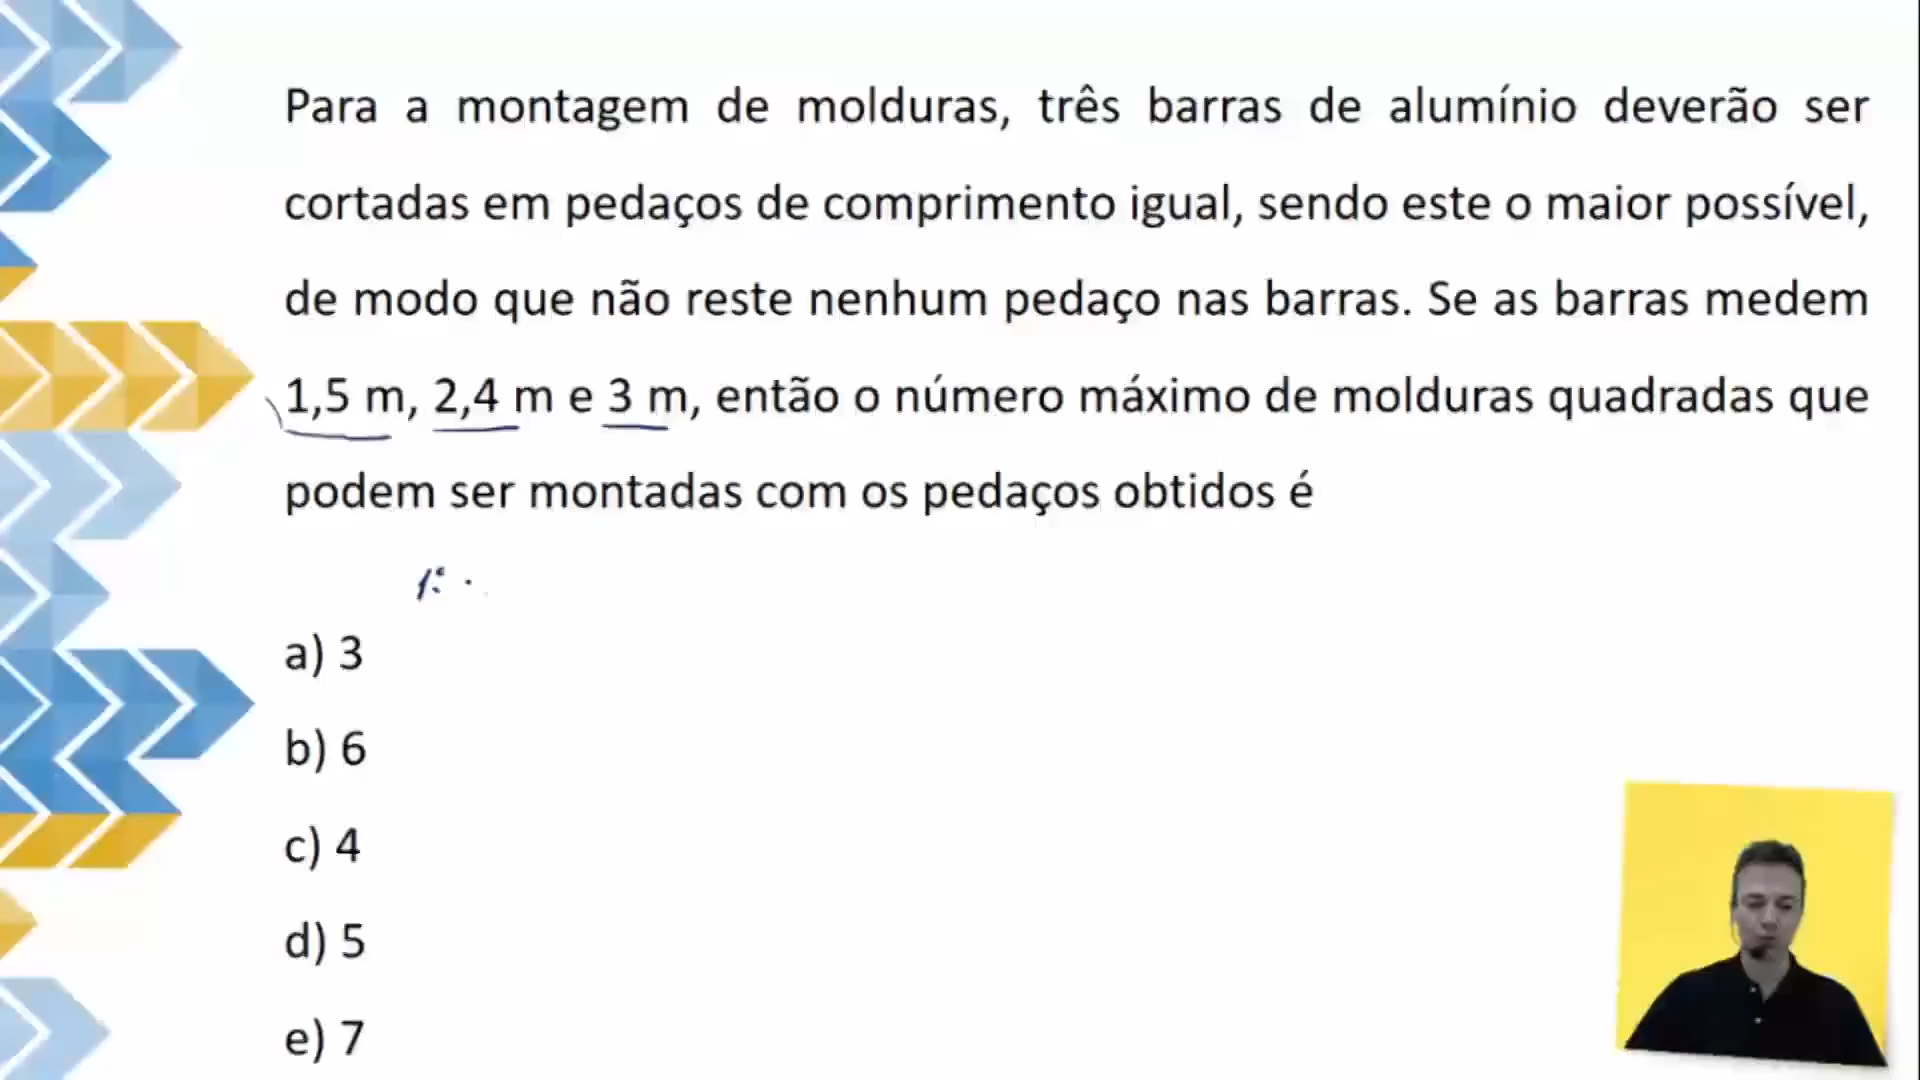 Para a montagem de molduras, três barras de alumínio deverão ser
cortadas em pedaços de comprimento igual, sendo este o maior possível,
de modo que não reste nenhum pedaço nas barras. Se as barras medem
1,5 m, 2,4 m e 3 m, então o número máximo de molduras quadradas que
podem ser montadas com os pedaços obtidos é
a) 3
b) 6
c) 4
d) 5
e) 7